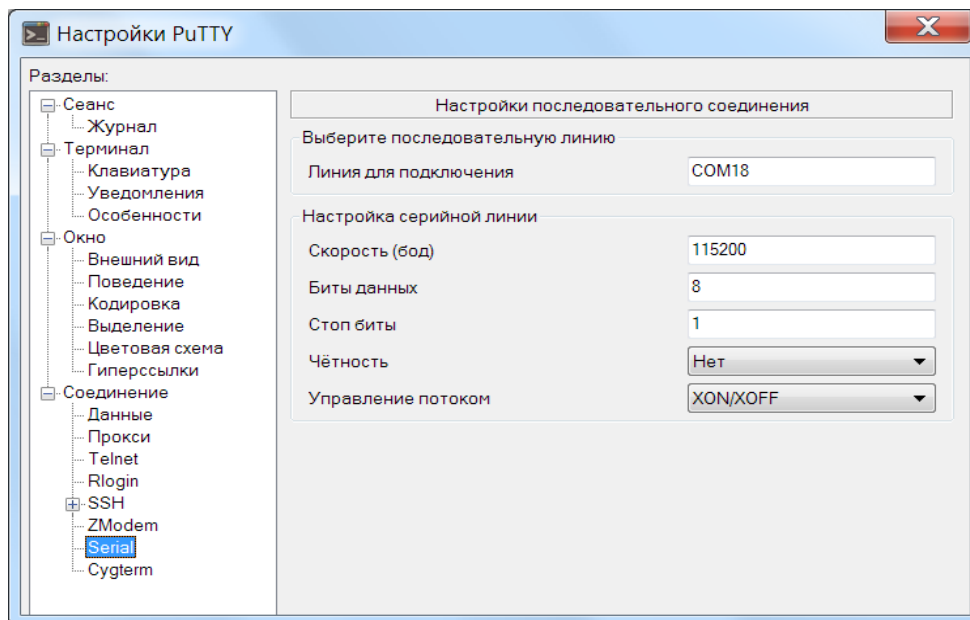 Настройки PuTTY
Разделы:
Сеанс
Журнал
Терминал
Клавиатура
Уведомления
Особенности
Окно
Внешний вид
Поведение
Кодировка
Выделение
Цветовая схема
Гиперссылки
Соединение
Данные
Прокси
Telnet
Rlogin
SSH
ZModem
Serial
Cygterm
Настройки последовательного соединения
Выберите последовательную линию
Линия для подключения COM18
Настройка серийной линии
Скорость (бод) 115200
Биты данных 8
Стоп биты 1
Чётность Нет
Управление потоком XON/XOFF